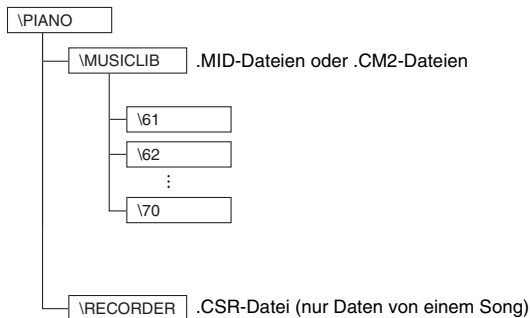 \PIANO
\MUSICLIB .MID-Dateien oder .CM2-Dateien
\61
\62
⋮
\70
\RECORDER .CSR-Datei (nur Daten von einem Song)